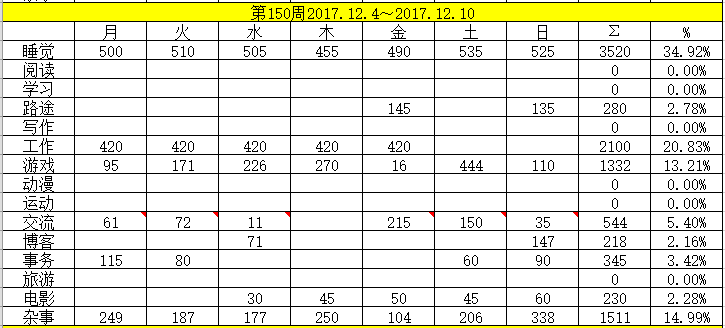 第150周2017.12.4～2017.12.10
月 火 水 木 金 土 日 Σ %
睡觉 500 510 505 455 490 535 525 3520 34.92%
阅读 0 0.00%
学习 0 0.00%
路途 145 135 280 2.78%
写作 0 0.00%
工作 420 420 420 420 420 2100 20.83%
游戏 95 171 226 270 16 444 110 1332 13.21%
动漫 0 0.00%
运动 0 0.00%
交流 61 72 11 215 150 35 544 5.40%
博客 71 147 218 2.16%
事务 115 80 60 90 345 3.42%
旅游 0 0.00%
电影 30 45 50 45 60 230 2.28%
杂事 249 187 177 250 104 206 338 1511 14.99%